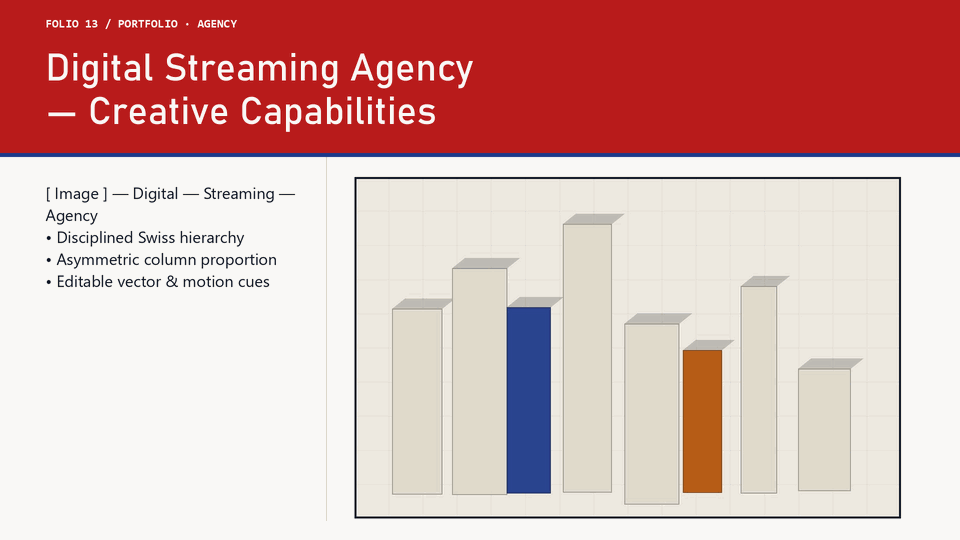 FOLIO 13 / PORTFOLIO · AGENCY
Digital Streaming Agency
— Creative Capabilities
[ Image ] — Digital — Streaming —
Agency
• Disciplined Swiss hierarchy
• Asymmetric column proportion
• Editable vector & motion cues